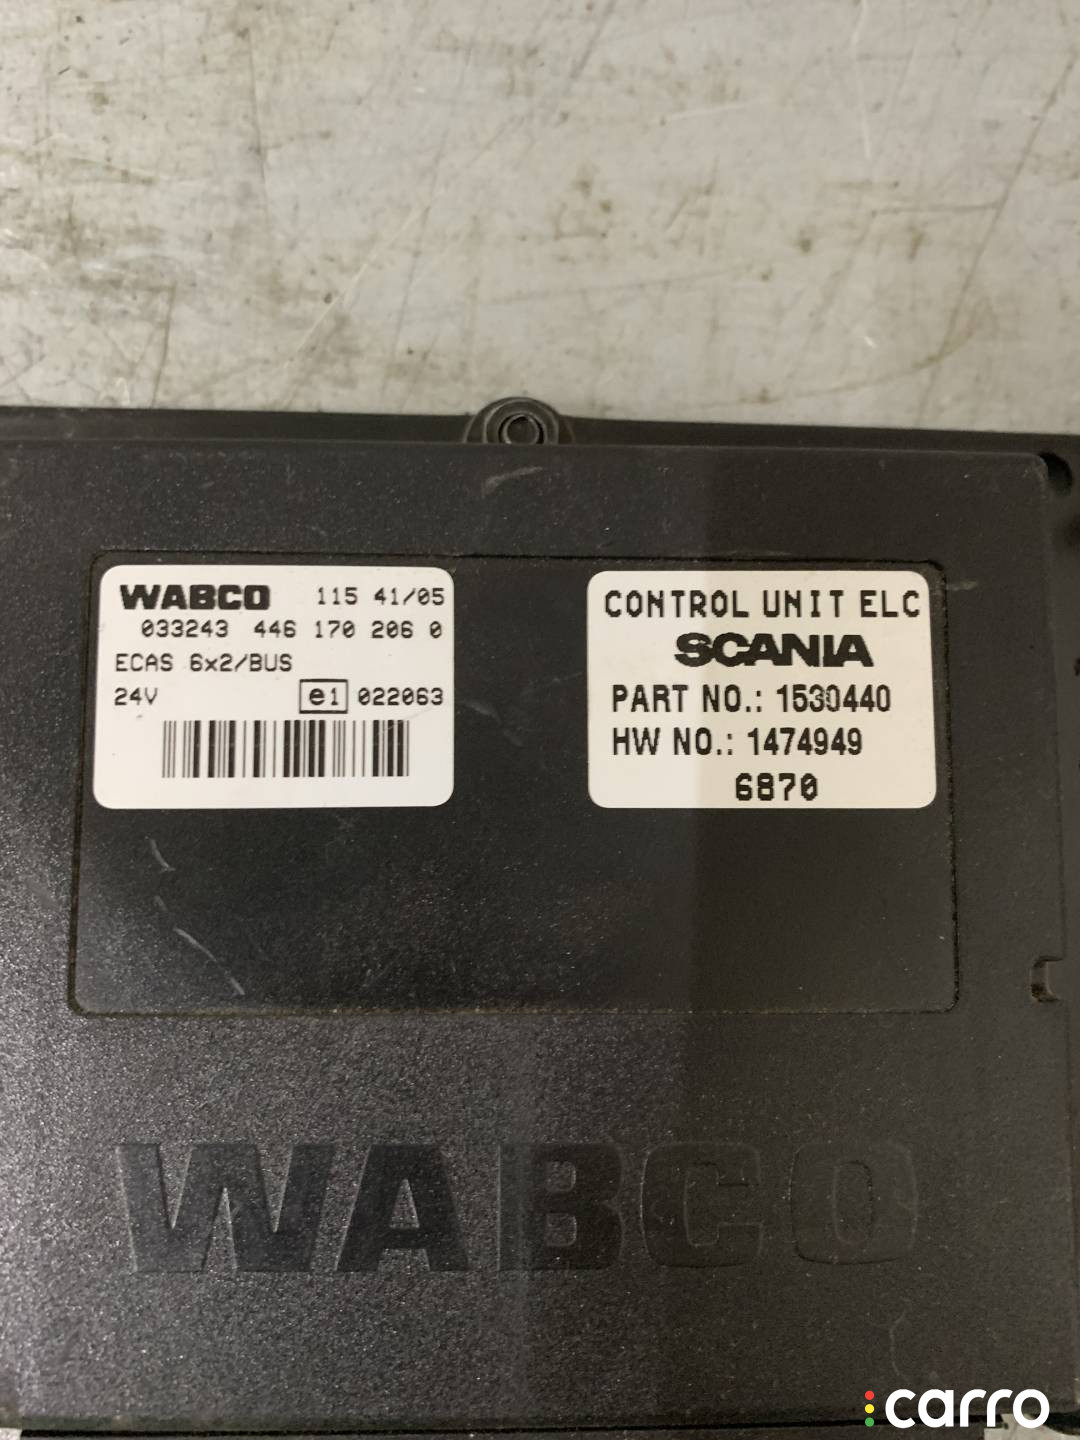 WABCO 115 41/05
033243 446 170 206 0
ECAS 6x2/BUS
24V e1 022063
CONTROL UNIT ELC
SCANIA
PART NO.: 1530440
HW NO.: 1474949
6870
WABCO
carro